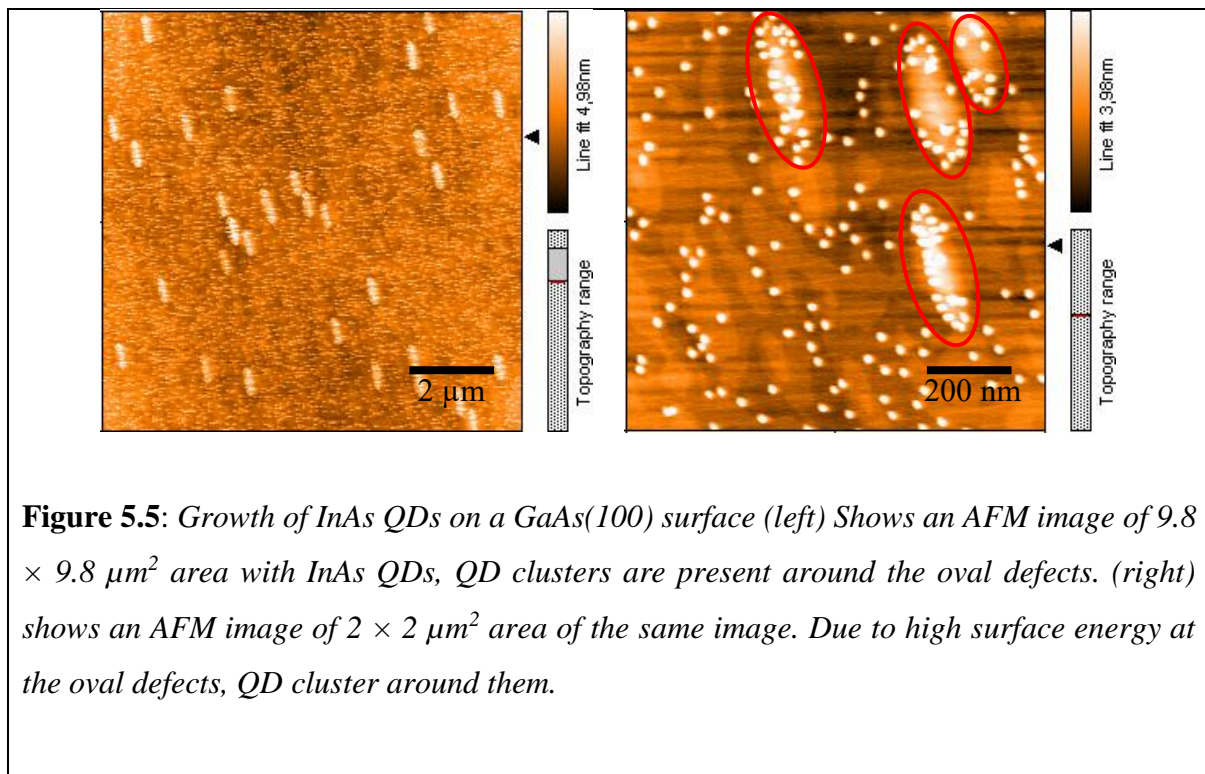 Line fit 4,98nm
Topography range
2 µm
Line fit 3,98nm
Topography range
200 nm
Figure 5.5: Growth of InAs QDs on a GaAs(100) surface (left) Shows an AFM image of 9.8
× 9.8 µm² area with InAs QDs, QD clusters are present around the oval defects. (right)
shows an AFM image of 2 × 2 µm² area of the same image. Due to high surface energy at
the oval defects, QD cluster around them.